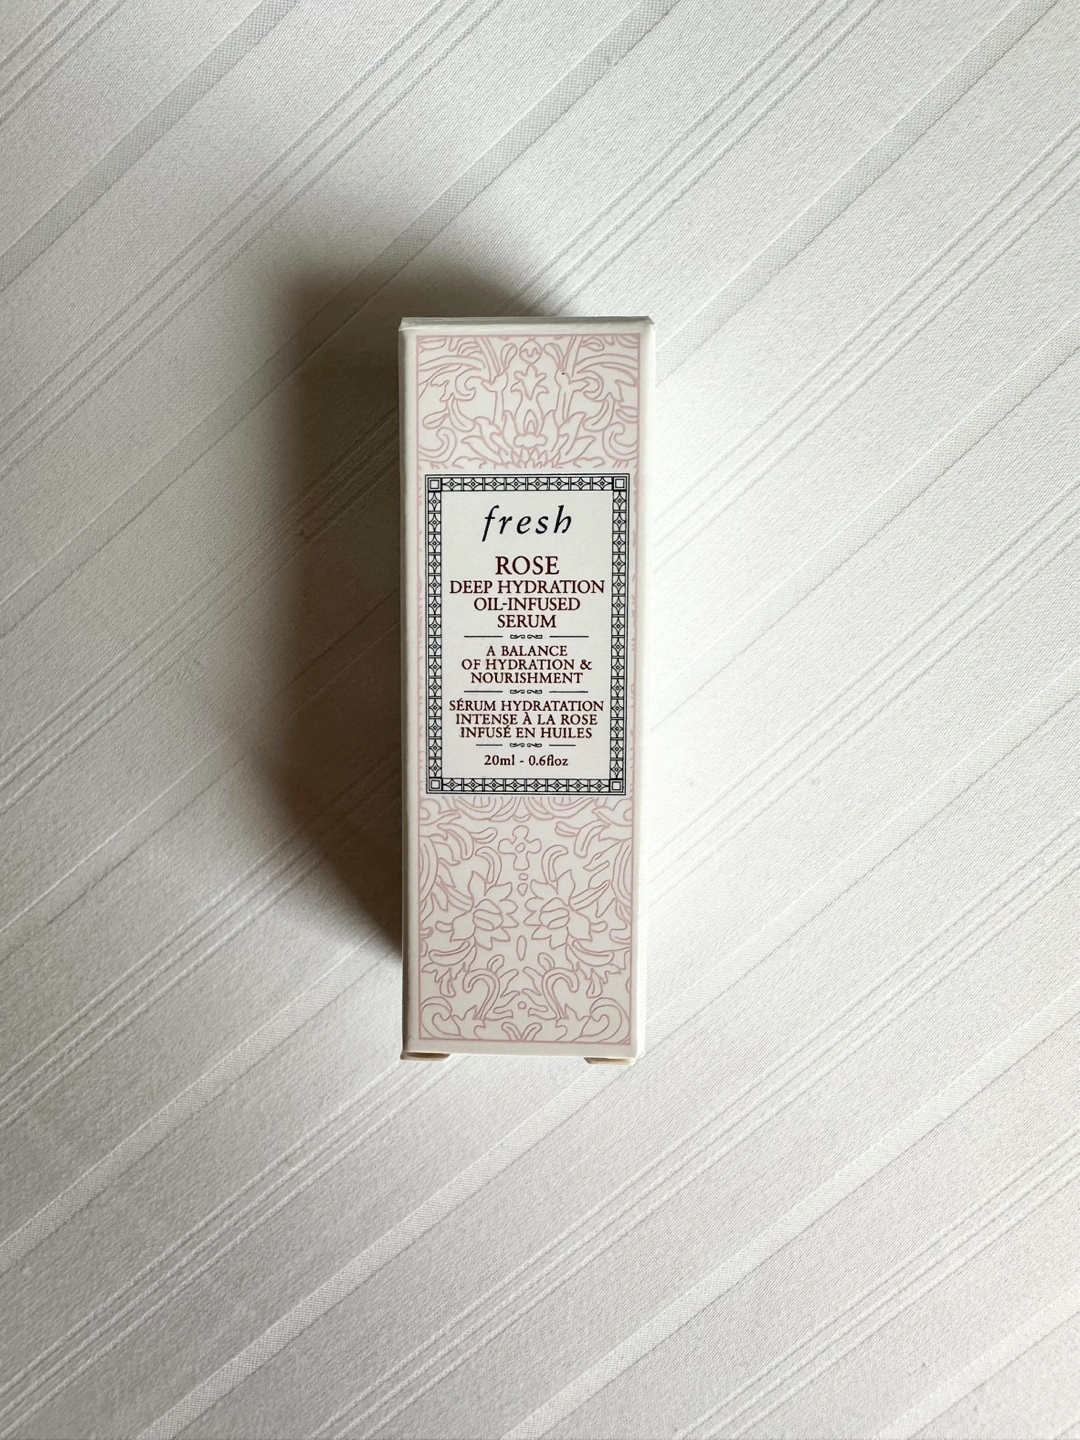 fresh
ROSE
DEEP HYDRATION
OIL-INFUSED
SERUM
A BALANCE
OF HYDRATION &
NOURISHMENT
SÉRUM HYDRATATION
INTENSE À LA ROSE
INFUSÉ EN HUILES
20ml - 0.6floz